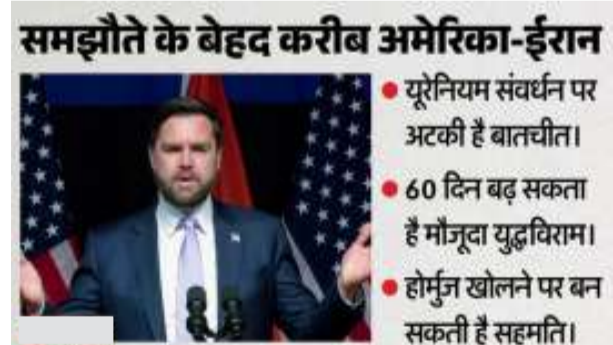 समझौते के बेहद करीब अमेरिका-ईरान
यूरेनियम संवर्धन पर
अटकी है बातचीत।
60 दिन बढ़ सकता
है मौजूदा युद्धविराम।
होर्मुज खोलने पर बन
सकती है सहमति।